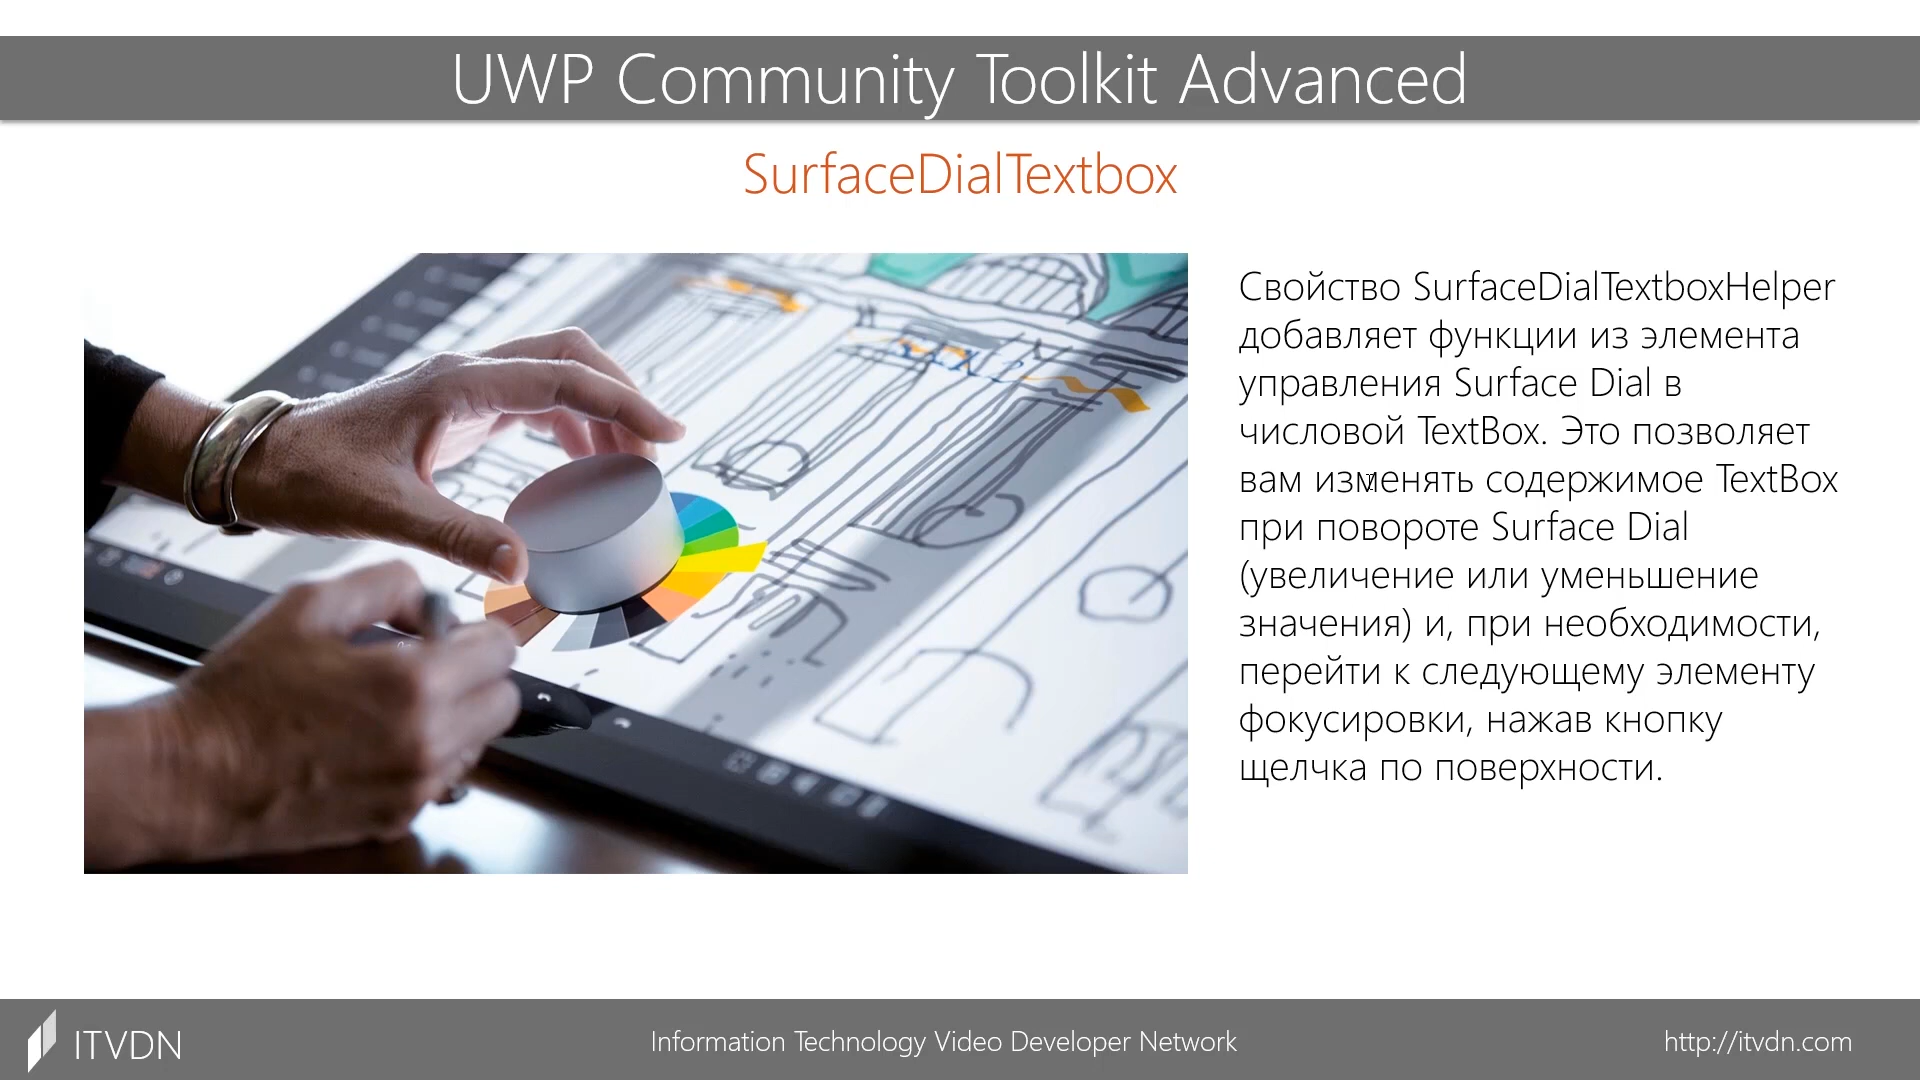 UWP Community Toolkit Advanced
SurfaceDialTextbox
Свойство SurfaceDialTextboxHelper
добавляет функции из элемента
управления Surface Dial в
числовой TextBox. Это позволяет
вам изменять содержимое TextBox
при повороте Surface Dial
(увеличение или уменьшение
значения) и, при необходимости,
перейти к следующему элементу
фокусировки, нажав кнопку
щелчка по поверхности.
ITVDN
Information Technology Video Developer Network
http://itvdn.com